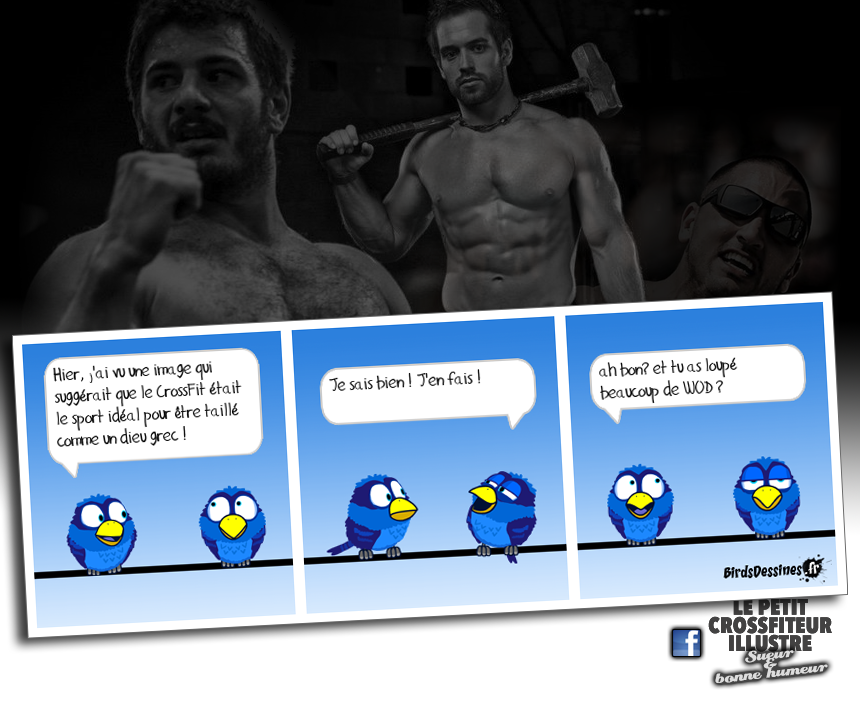 Hier, j'ai vu une image qui
suggérait que le CrossFit était
le sport idéal pour être taillé
comme un dieu grec !
Je sais bien ! J'en fais !
ah bon? et tu as loupé
beaucoup de WOD ?
BirdsDessines.fr
LE PETIT
CROSSFITEUR
ILLUSTRE
Sueur
&
bonne humeur
f